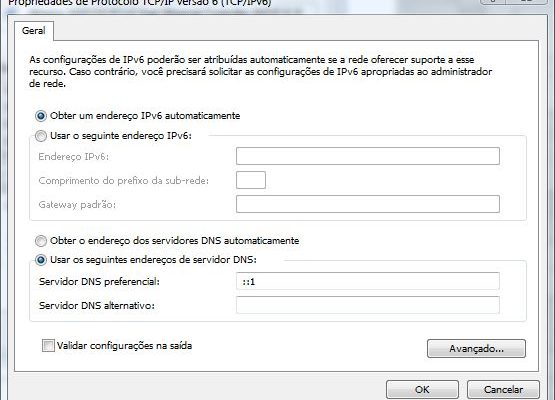 Propriedades de Protocolo TCP/IP versão 6 (TCP/IPv6)
Geral
As configurações de IPv6 poderão ser atribuídas automaticamente se a rede oferecer suporte a esse
recurso. Caso contrário, você precisará solicitar as configurações de IPv6 apropriadas ao administrador
de rede.
Obter um endereço IPv6 automaticamente
Usar o seguinte endereço IPv6:
Endereço IPv6:
Comprimento do prefixo da sub-rede:
Gateway padrão:
Obter o endereço dos servidores DNS automaticamente
Usar os seguintes endereços de servidor DNS:
Servidor DNS preferencial: ::1
Servidor DNS alternativo:
Validar configurações na saída
Avançado...
OK Cancelar